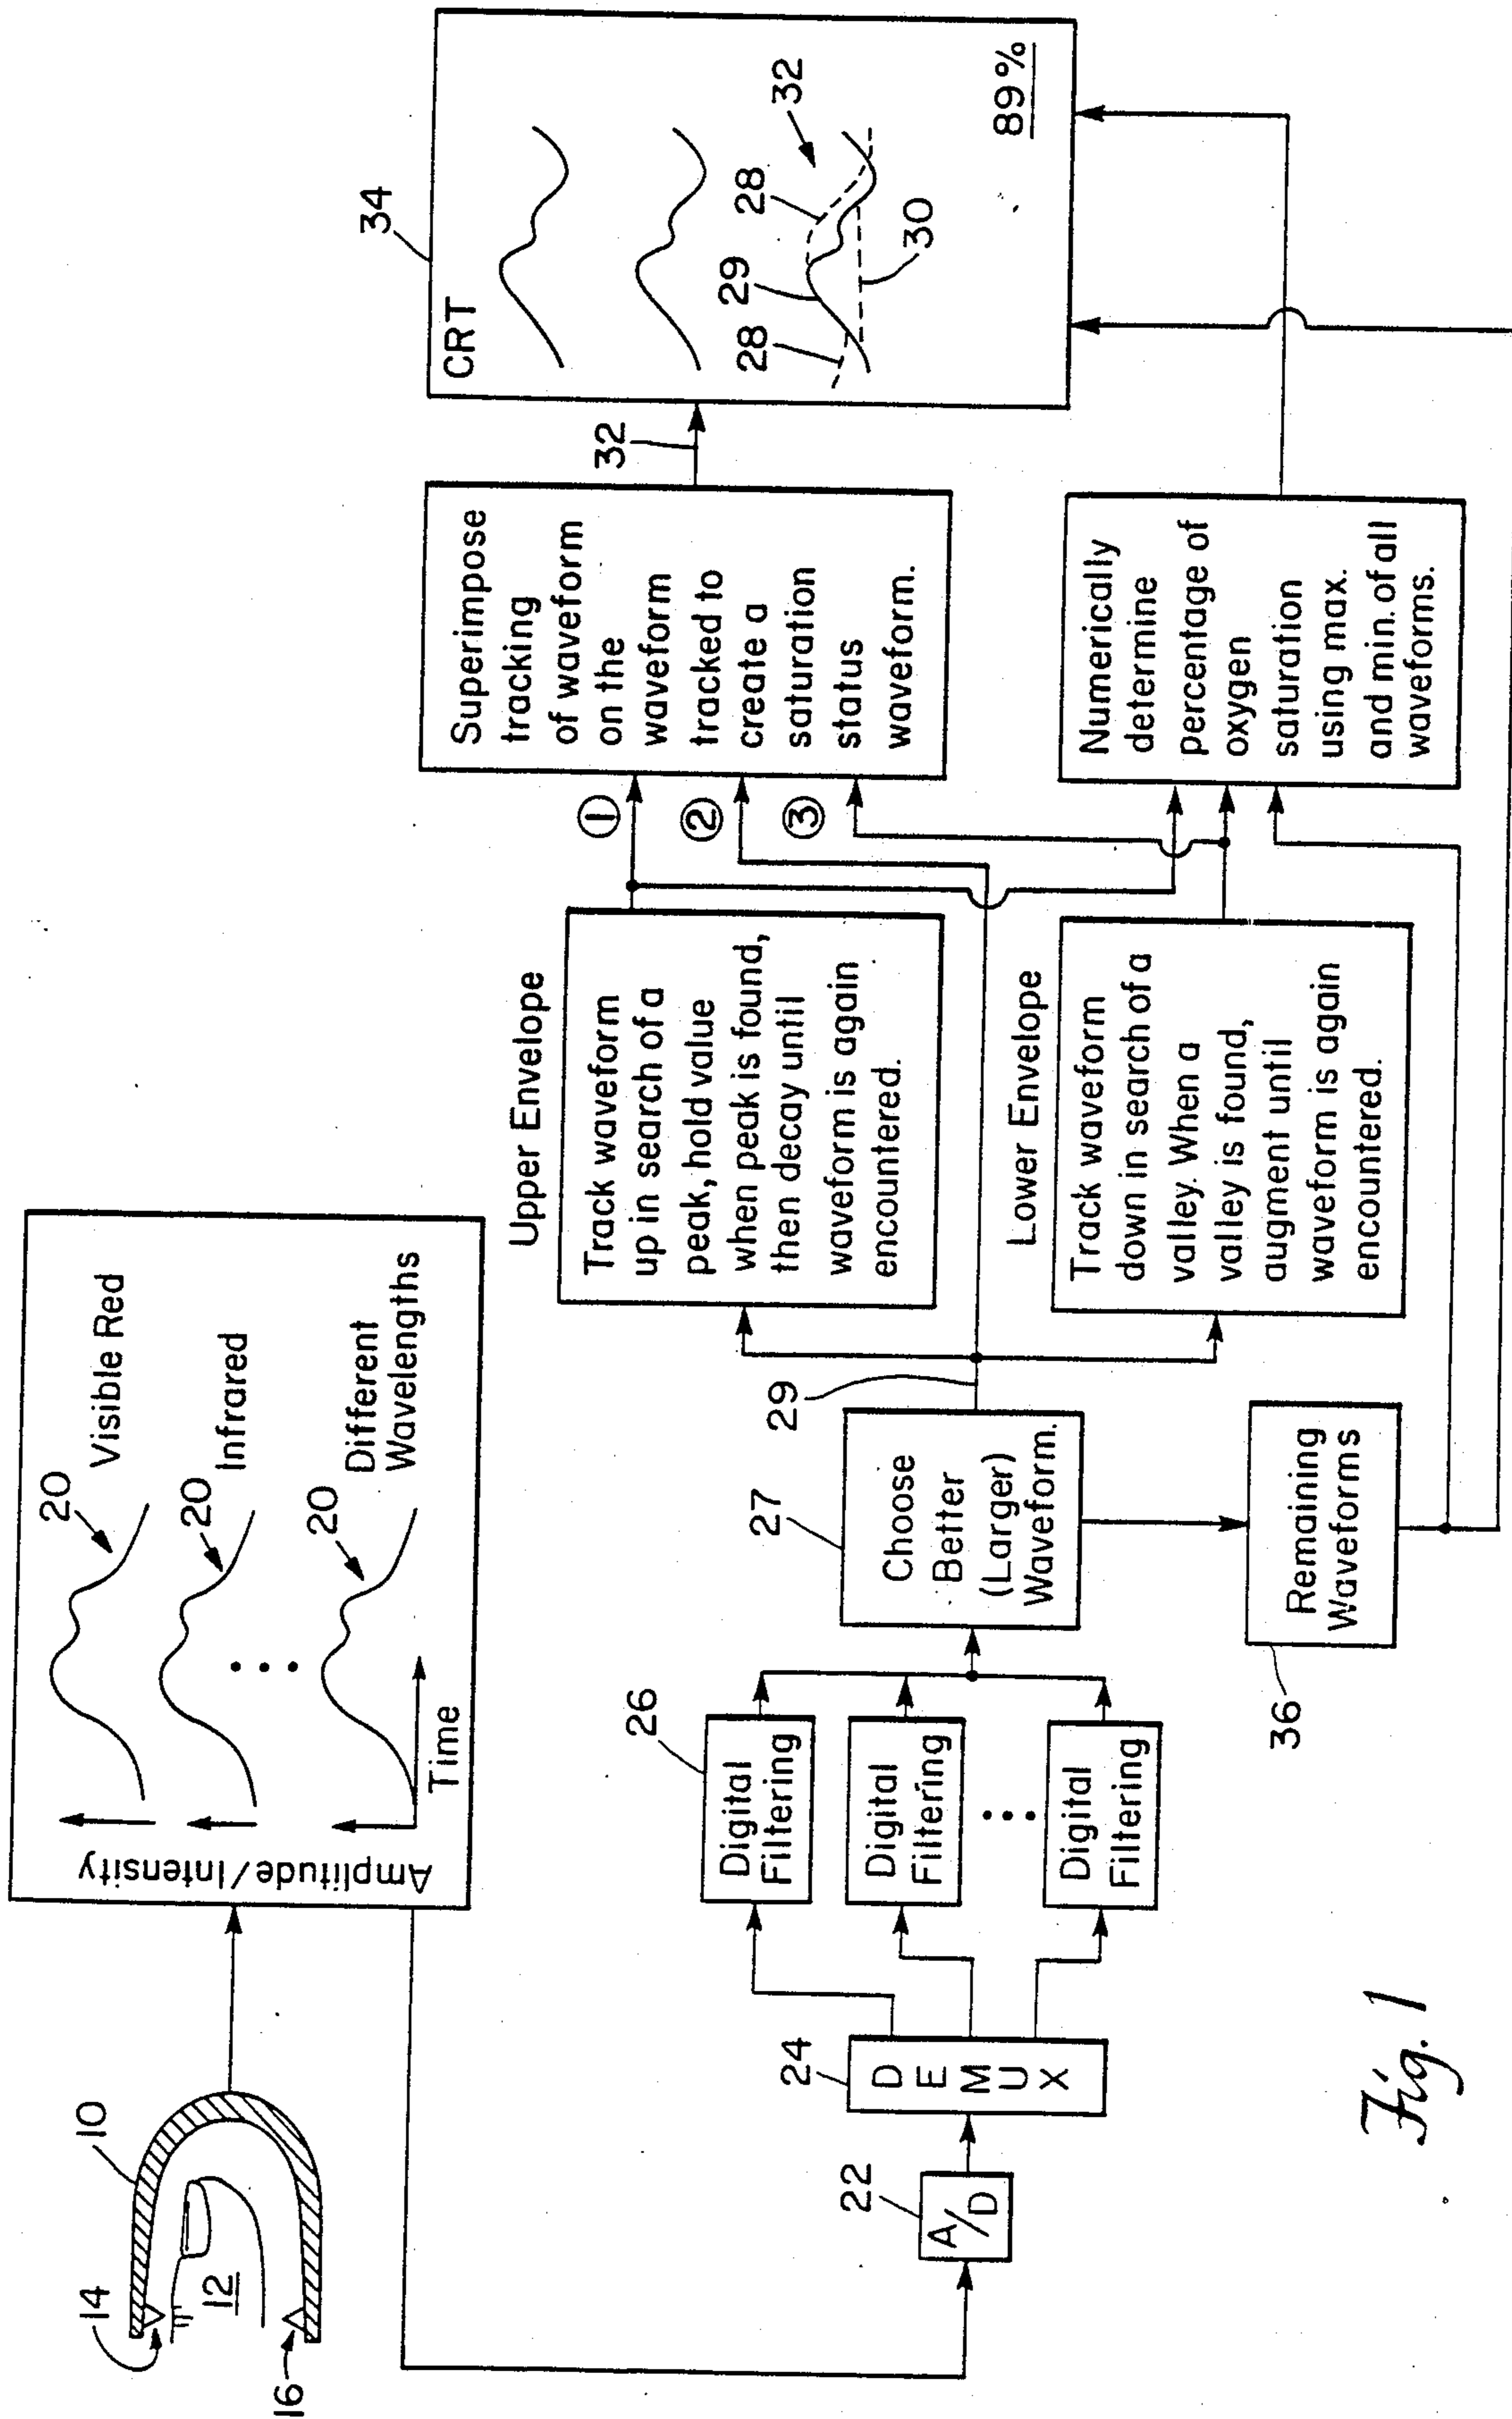 10
14
12
16
20
Visible Red
20
Infrared
20
Different
Wavelengths
Amplitude/Intensity
Time
22
A/D
24
D
E
M
U
X
26
Digital
Filtering
Digital
Filtering
Digital
Filtering
27
Choose
Better
(Larger)
Waveform.
29
36
Remaining
Waveforms
Upper Envelope
Track waveform
up in search of a
peak, hold value
when peak is found,
then decay until
waveform is again
encountered.
Lower Envelope
Track waveform
down in search of a
valley. When a
valley is found,
augment until
waveform is again
encountered.
①
②
③
Superimpose
tracking
of waveform
on the
waveform
tracked to
create a
saturation
status
waveform.
Numerically
determine
percentage of
oxygen
saturation
using max.
and min. of all
waveforms.
32
34
CRT
28
29
28
32
30
89%
Fig. 1